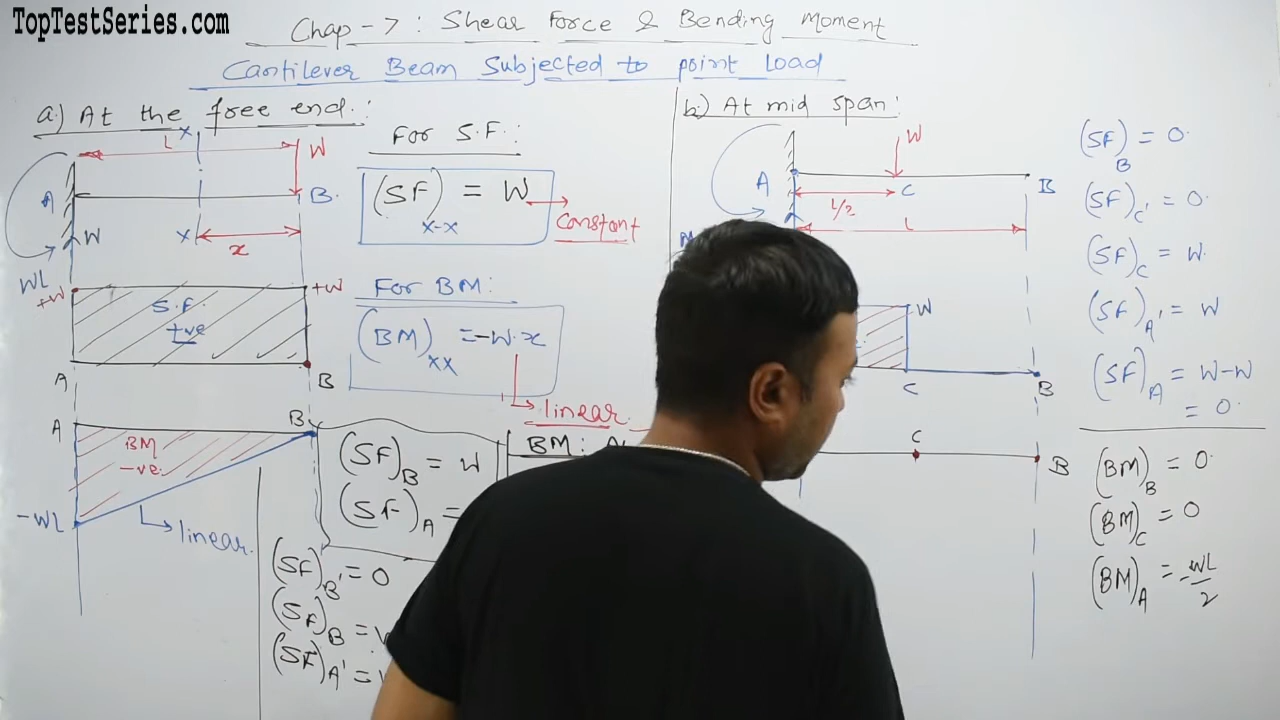 TopTestSeries.com
Chap-7: Shear Force & Bending Moment
Cantilever Beam Subjected to point Load
a.) At the free end:
X
L
W
A
B.
W
X
x
WL
+W
+W
S.F.
+ve
A
B
A
B
BM
-ve
-WL
linear.
For S.F.:
(SF)x-x = W
Constant
For BM:
(BM)xx = -W.x
linear.
(SF)B = W
(SF)A =
BM:
(SF)B' = 0
(SF)B =
(SF)A' =
b.) At mid span:
W
A
C
B
L/2
L
W
C
B
C
B
(SF)B = 0.
(SF)C' = 0.
(SF)C = W.
(SF)A' = W
(SF)A = W-W
= 0.
(BM)B = 0.
(BM)C = 0
(BM)A = -WL/2